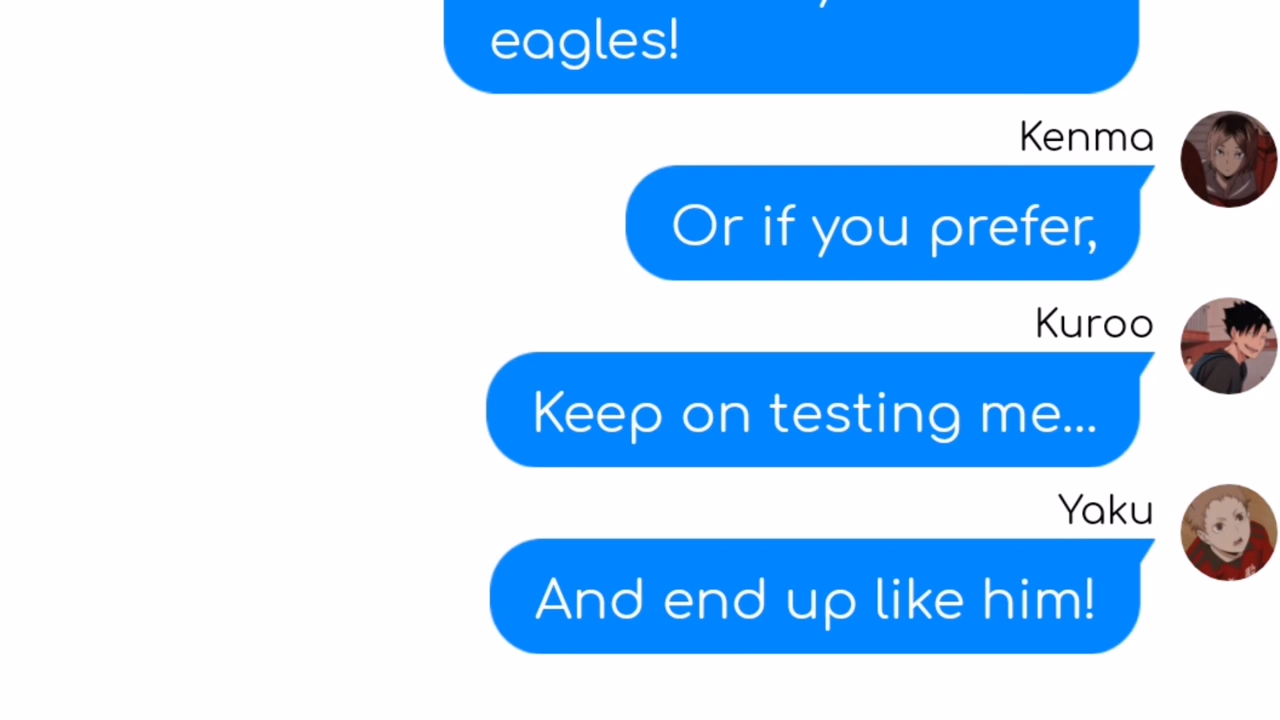 eagles!
Kenma
Or if you prefer,
Kuroo
Keep on testing me...
Yaku
And end up like him!